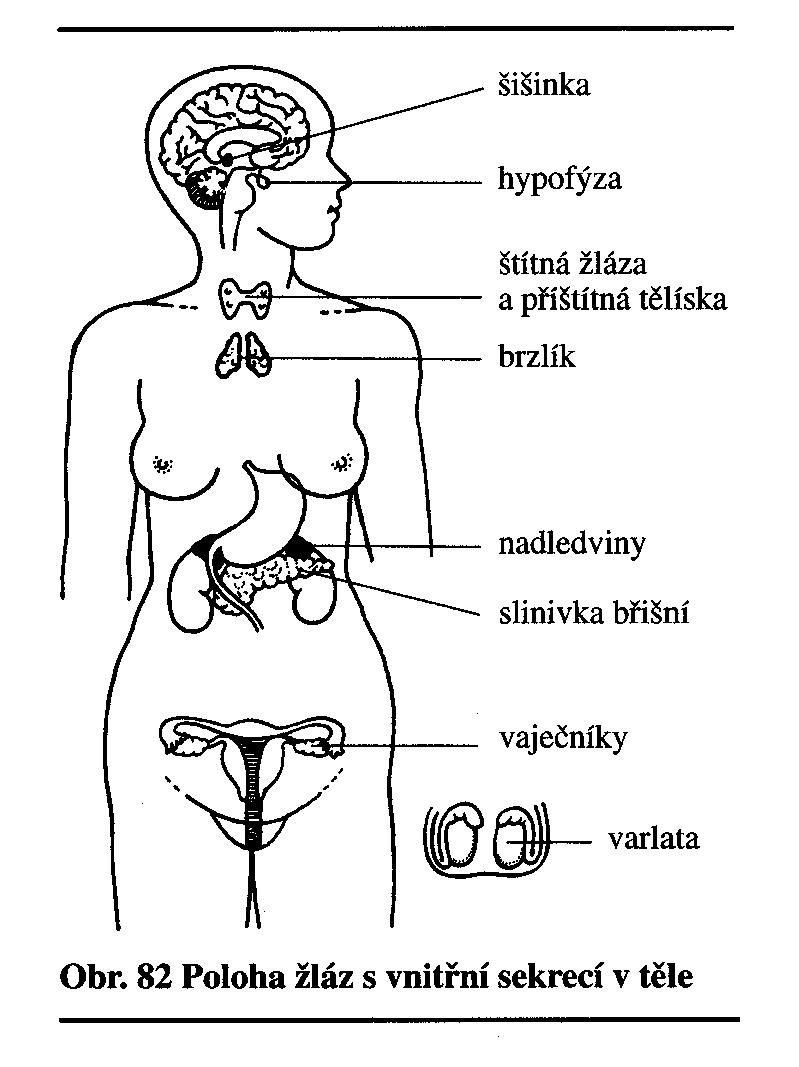 šišinka
hypofýza
štítná žláza
a příštítná tělíska
brzlík
nadledviny
slinivka břišní
vaječníky
varlata
Obr. 82 Poloha žláz s vnitřní sekrecí v těle